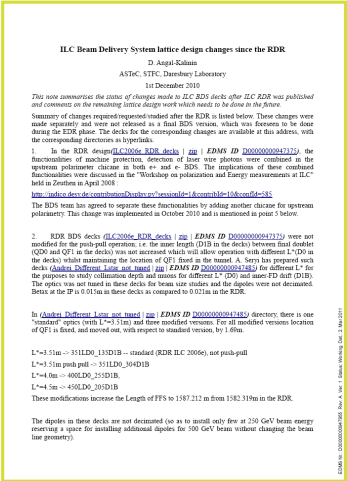 ILC Beam Delivery System lattice design changes since the RDR
D. Angal-Kalinin
ASTeC, STFC, Daresbury Laboratory
1st December 2010
This note summarises the status of changes made to ILC BDS decks after ILC RDR was published
and comments on the remaining lattice design work which needs to be done in the future.
Summary of changes required/requested/studied after the RDR is listed below. These changes were
made separately and were not released as a final BDS version, which was foreseen to be done
during the EDR phase. The decks for the corresponding changes are available at this address, with
the corresponding directories as hyperlinks.
1. In the RDR designs(ILC2006e_RDR_decks | zip | EDMS ID D00000000947375), the
functionalities of machine protection, detection of laser wire photons were combined in the
upstream polarimeter chicane in both e+ and e- BDS. The implications of these combined
functionalities were discussed in the "Workshop on polarization and Energy measurements at ILC"
held in Zeuthen in April 2008 :
http://indico.desy.de/contributionDisplay.py?sessionId=1&contribId=10&confId=585
The BDS team has agreed to separate these functionalities by adding another chicane for upstream
polarimetry. This change was implemented in October 2010 and is mentioned in point 5 below.
2. RDR BDS decks (ILC2006e_RDR_decks | zip | EDMS ID D00000000947375) were not
modified for the push-pull operation; i.e. the inner length (D1B in the decks) between final doublet
(QD0 and QF1 in the decks) was not increased which will allow operation with different L*(D0 in
the decks) whilst maintaining the location of QF1 fixed in the tunnel. A. Seryi has prepared such
decks (Andrei_Different_Lstar_not tuned | zip | EDMS ID D00000000947485) for different L* for
the purposes to study collimation depth and quotes for different L* (D0) and inner-FD drift (D1B).
The optics was not tuned in these decks for beam size studies and the bpoles were not decimated.
Betax at the IP is 0.015m in these decks as compared to 0.021m in the RDR.
In (Andrei_Different_Lstar_not tuned | zip | EDMS ID D00000000947485) directory, there is one
"standard" optics (with L*=3.51m) and three modified versions. For all modified versions location
of QF1 is fixed, and moved out, with respect to standard version, by 1.69m.
L*=3.51m -> 351LD0_135D1B -- standard (RDR ILC 2006e), not push-pull
L*=3.51m push pull -> 351LD0_304D1B
L*=4.0m -> 400LD0_255D1B,
L*=4.5m -> 450LD0_205D1B
These modifications increase the Length of FFS to 1587.212 m from 1582.319m in the RDR.
The dipoles in these decks are not decimated (so as to install only few at 250 GeV beam energy
reserving a space for installing additional dipoles for 500 GeV beam without changing the beam
line geometry).